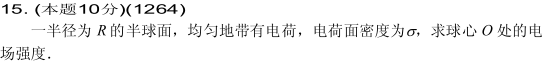 15. (本题10分)(1264)
一半径为 R 的半球面，均匀地带有电荷，电荷面密度为σ，求球心 O 处的电
场强度．